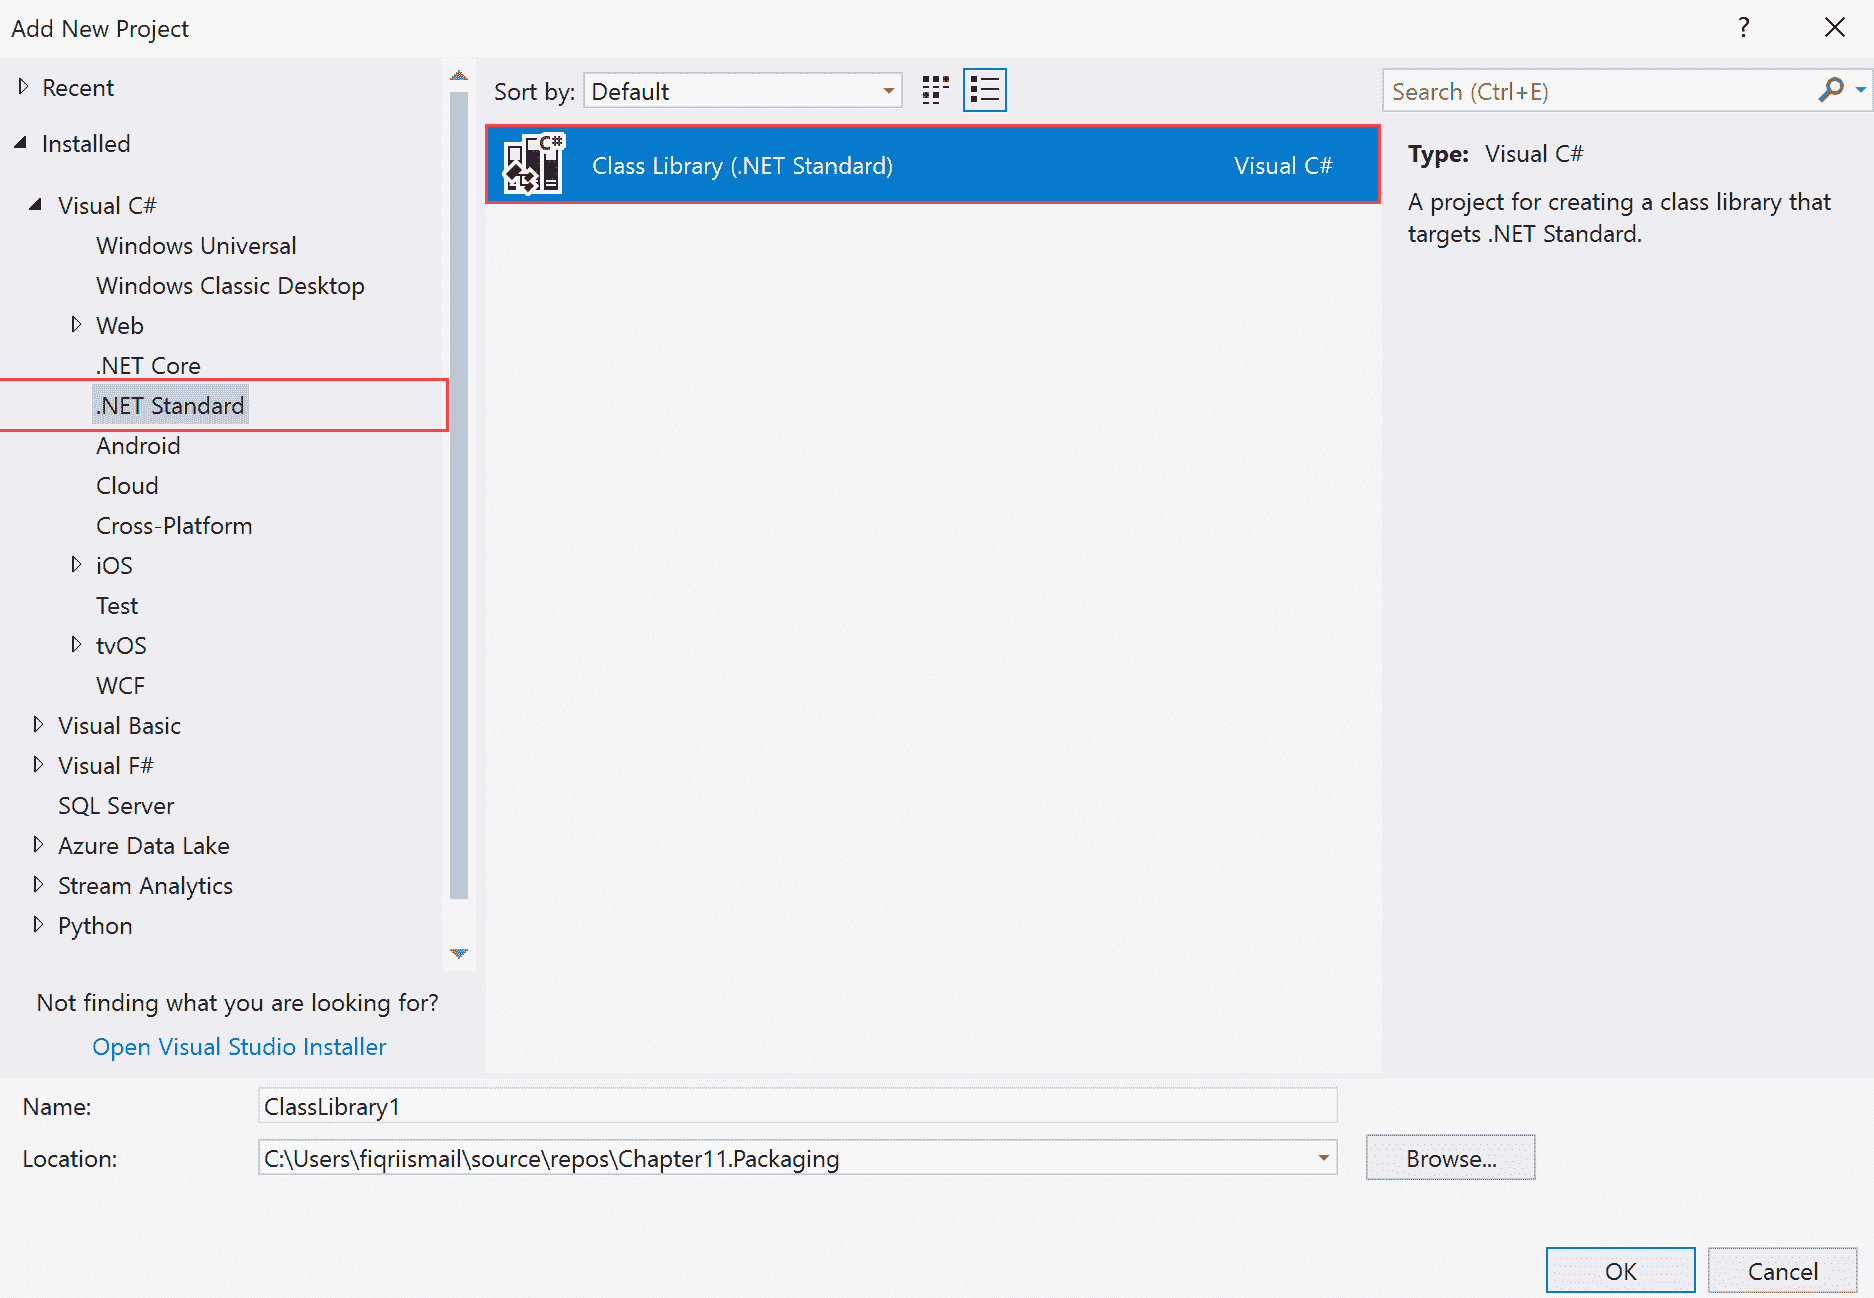 Add New Project
?
Recent
Installed
Visual C#
Windows Universal
Windows Classic Desktop
Web
.NET Core
.NET Standard
Android
Cloud
Cross-Platform
iOS
Test
tvOS
WCF
Visual Basic
Visual F#
SQL Server
Azure Data Lake
Stream Analytics
Python
Not finding what you are looking for?
Open Visual Studio Installer
Sort by: Default
C# Class Library (.NET Standard) Visual C#
Search (Ctrl+E)
Type: Visual C#
A project for creating a class library that
targets .NET Standard.
Name: ClassLibrary1
Location: C:\Users\fiqriismail\source\repos\Chapter11.Packaging
Browse...
OK Cancel